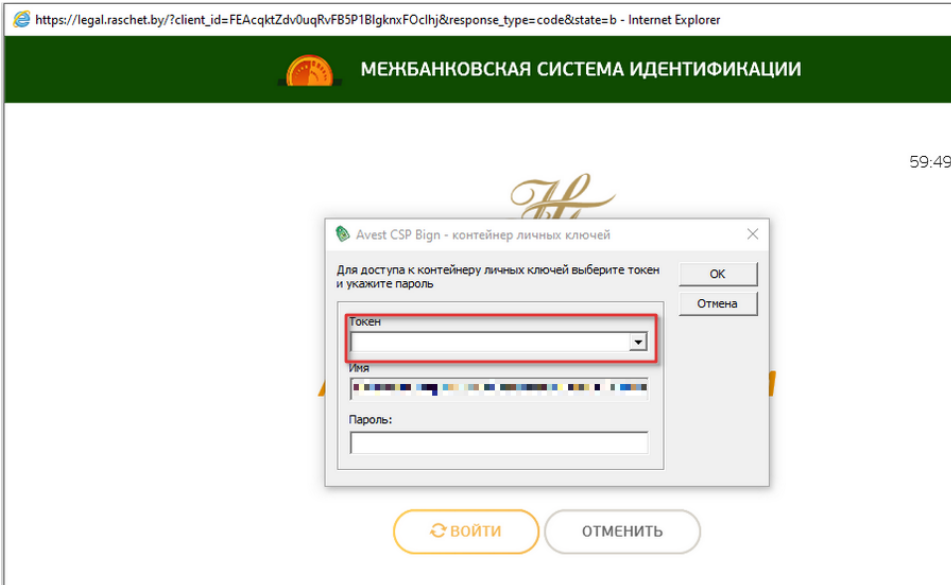 https://legal.raschet.by/?client_id=FEAcqktZdv0uqRvFB5P1BlgknxFOclhj&response_type=code&state=b - Internet Explorer
МЕЖБАНКОВСКАЯ СИСТЕМА ИДЕНТИФИКАЦИИ
59:49
Avest CSP Bign - контейнер личных ключей
Для доступа к контейнеру личных ключей выберите токен
и укажите пароль
OK
Отмена
Токен
Имя
Пароль:
ВОЙТИ
ОТМЕНИТЬ